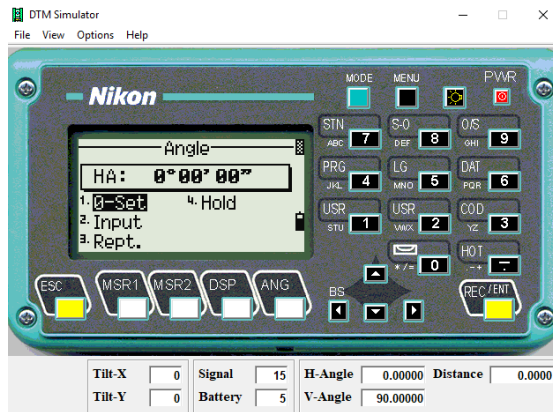 DTM Simulator
File View Options Help
Nikon
MODE MENU PWR
Angle
HA: 0°00'00"
1. 0-Set 4. Hold
2. Input
3. Rept.
STN ABC 7 S-O DEF 8 O/S GHI 9
PRG JKL 4 LG MNO 5 DAT PQR 6
USR STU 1 USR VWX 2 COD YZ 3
*/= 0 HOT .-+ -.
BS
ESC MSR1 MSR2 DSP ANG REC/ENT
Tilt-X 0 Signal 15 H-Angle 0.00000 Distance 0.0000
Tilt-Y 0 Battery 5 V-Angle 90.00000